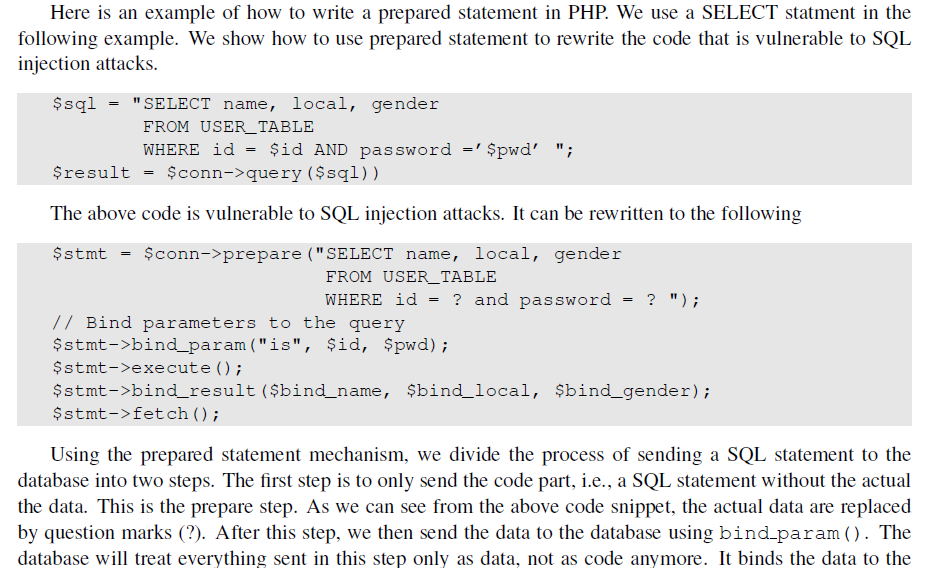 Here is an example of how to write a prepared statement in PHP. We use a SELECT statment in the
following example. We show how to use prepared statement to rewrite the code that is vulnerable to SQL
injection attacks.
$sql = "SELECT name, local, gender
FROM USER_TABLE
WHERE id = $id AND password =’$pwd’ ";
$result = $conn->query($sql))
The above code is vulnerable to SQL injection attacks. It can be rewritten to the following
$stmt = $conn->prepare("SELECT name, local, gender
FROM USER_TABLE
WHERE id = ? and password = ? ");
// Bind parameters to the query
$stmt->bind_param("is", $id, $pwd);
$stmt->execute();
$stmt->bind_result($bind_name, $bind_local, $bind_gender);
$stmt->fetch();
Using the prepared statement mechanism, we divide the process of sending a SQL statement to the
database into two steps. The first step is to only send the code part, i.e., a SQL statement without the actual
the data. This is the prepare step. As we can see from the above code snippet, the actual data are replaced
by question marks (?). After this step, we then send the data to the database using bind_param(). The
database will treat everything sent in this step only as data, not as code anymore. It binds the data to the